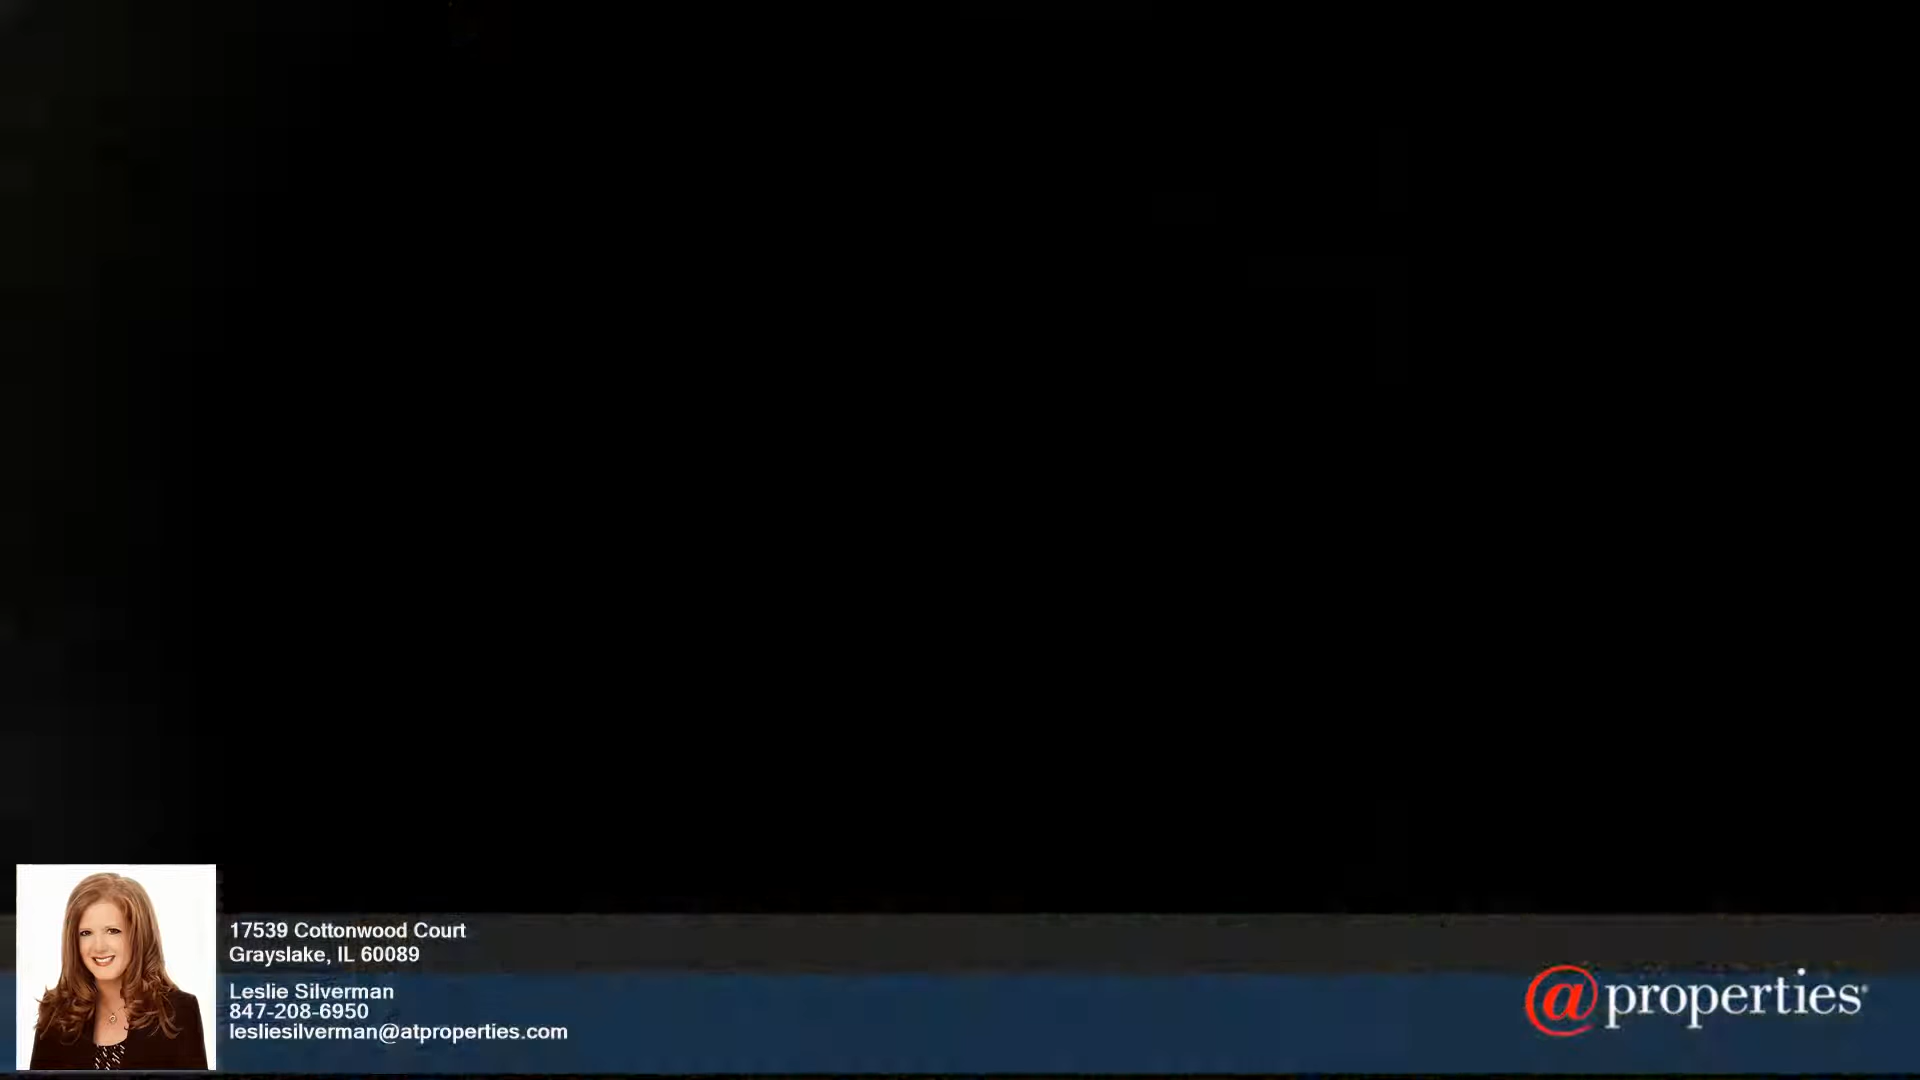 17539 Cottonwood Court
Grayslake, IL 60089
Leslie Silverman
847-208-6950
lesliesilverman@atproperties.com
@properties®